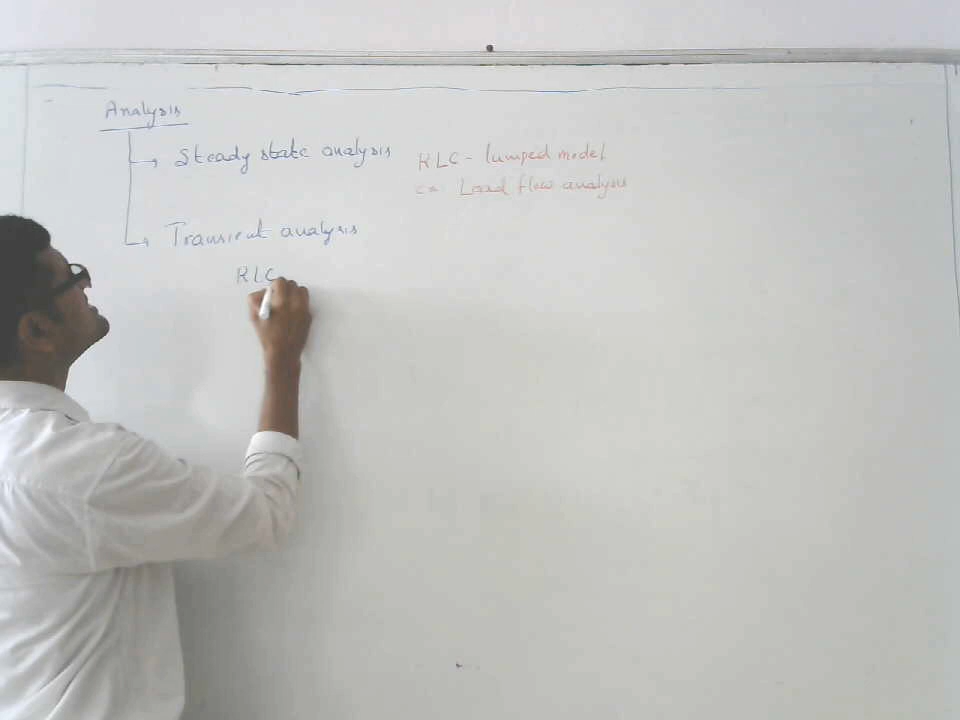 Analysis
Steady state analysis RLC - lumped model
ex Load flow analysis
Transient analysis
RLC